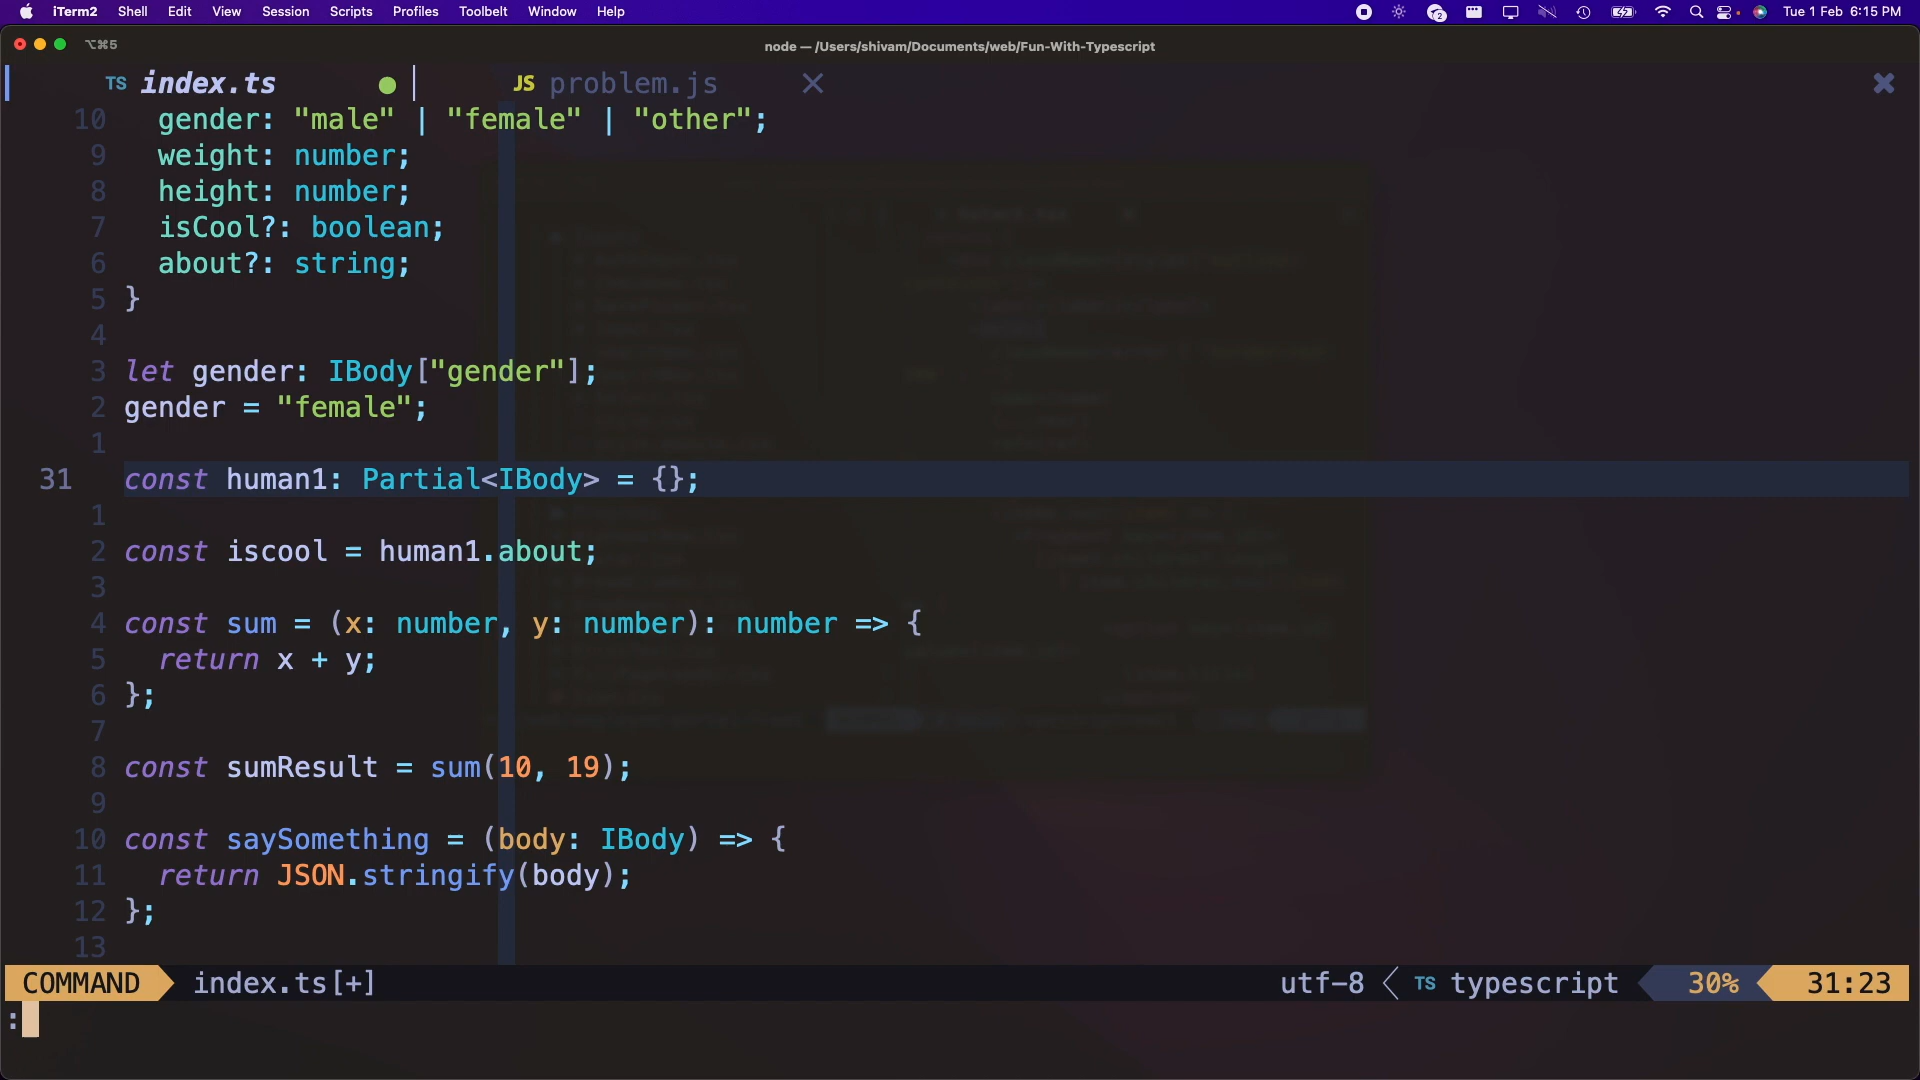 iTerm2 Shell Edit View Session Scripts Profiles Toolbelt Window Help 2 Tue 1 Feb 6:15 PM
⌥⌘5 node — /Users/shivam/Documents/web/Fun-With-Typescript
TS index.ts JS problem.js
10 gender: "male" | "female" | "other";
9 weight: number;
8 height: number;
7 isCool?: boolean;
6 about?: string;
5 }
4
3 let gender: IBody["gender"];
2 gender = "female";
1
31 const human1: Partial<IBody> = {};
1
2 const iscool = human1.about;
3
4 const sum = (x: number, y: number): number => {
5 return x + y;
6 };
7
8 const sumResult = sum(10, 19);
9
10 const saySomething = (body: IBody) => {
11 return JSON.stringify(body);
12 };
13
COMMAND index.ts[+] utf-8 TS typescript 30% 31:23
: